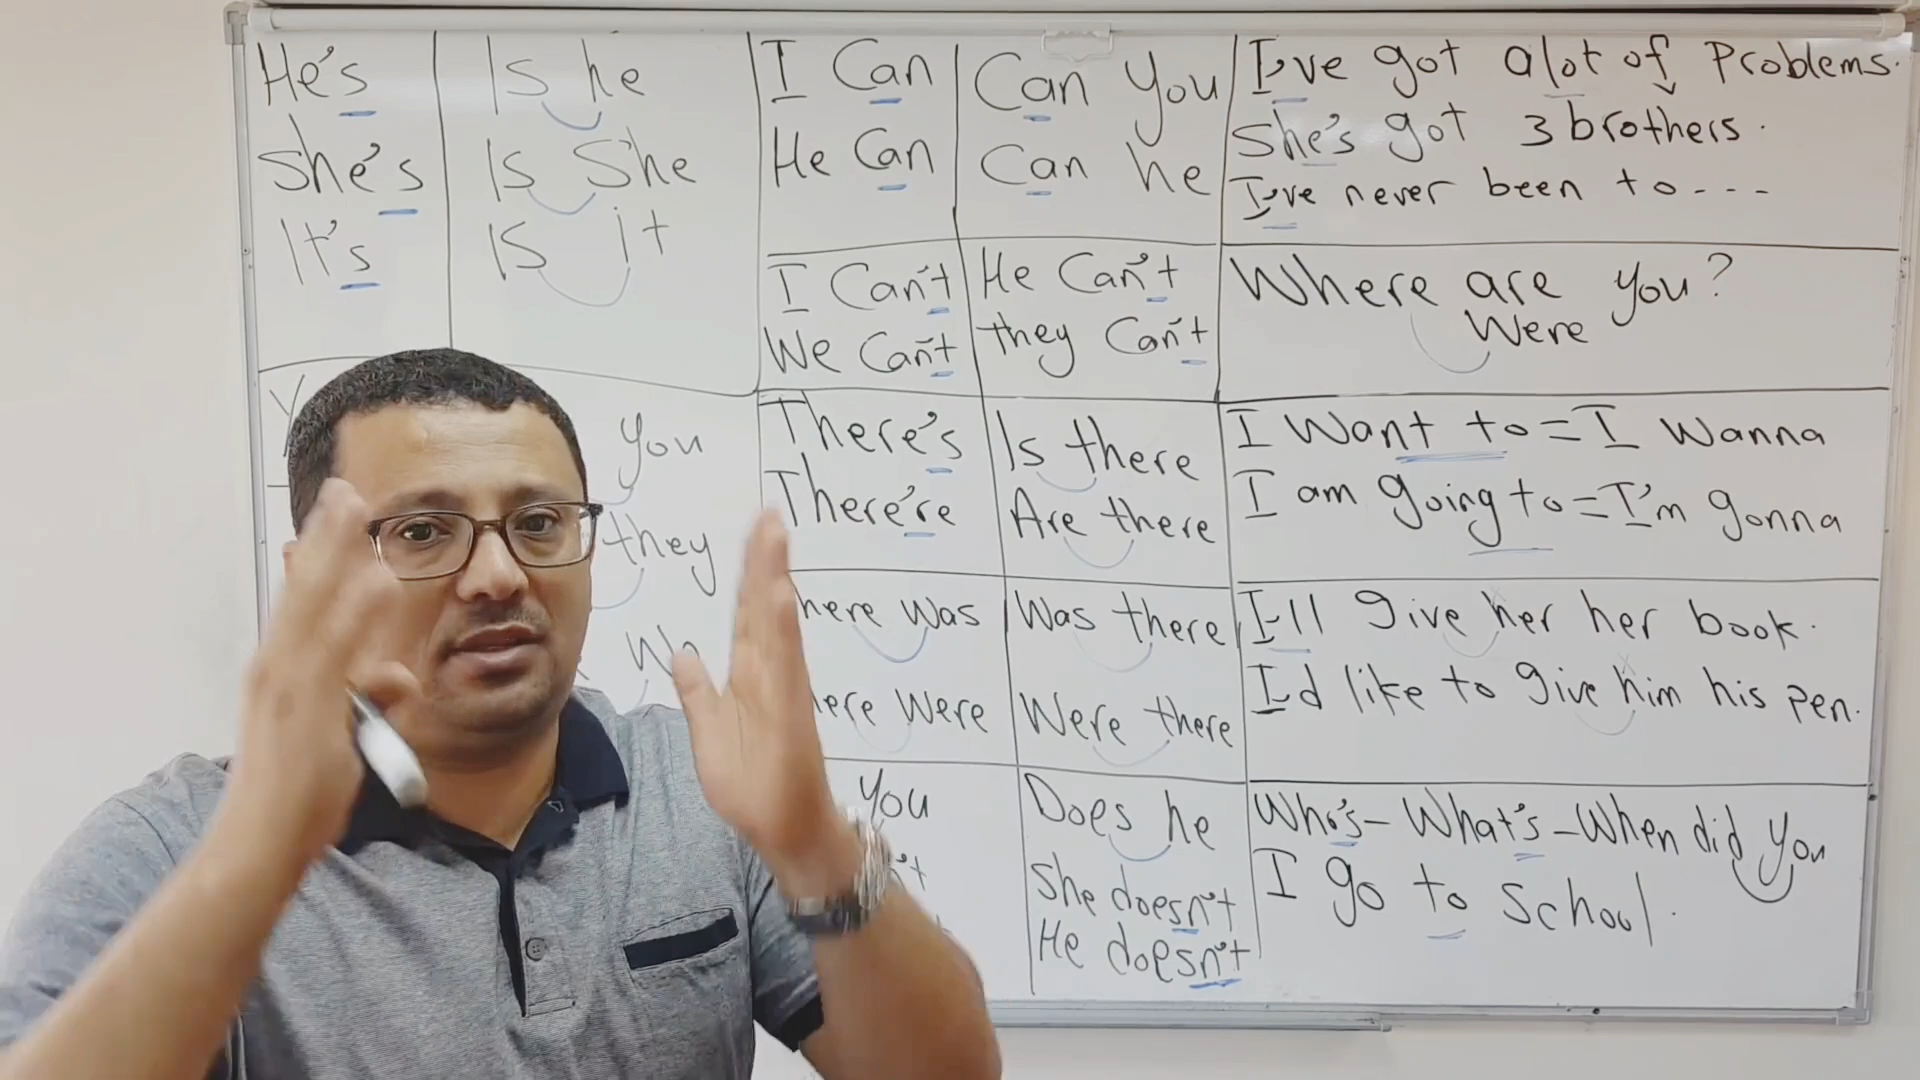 He's
She's
It's
Is he
Is She
Is it
I Can
He Can
Can You
Can he
I've got alot of Problems.
She's got 3 brothers.
I've never been to ---
I Can't
We Can't
He Can't
they Can't
Where are you?
Were
you
they
There's
There're
Is there
Are there
I Want to = I Wanna
I am going to = I'm gonna
here Was
here Were
Was there
Were there
I'll give her her book.
I'd like to give him his pen.
You
Does he
She doesn't
He doesn't
Who's - What's - When did you
I go to School.